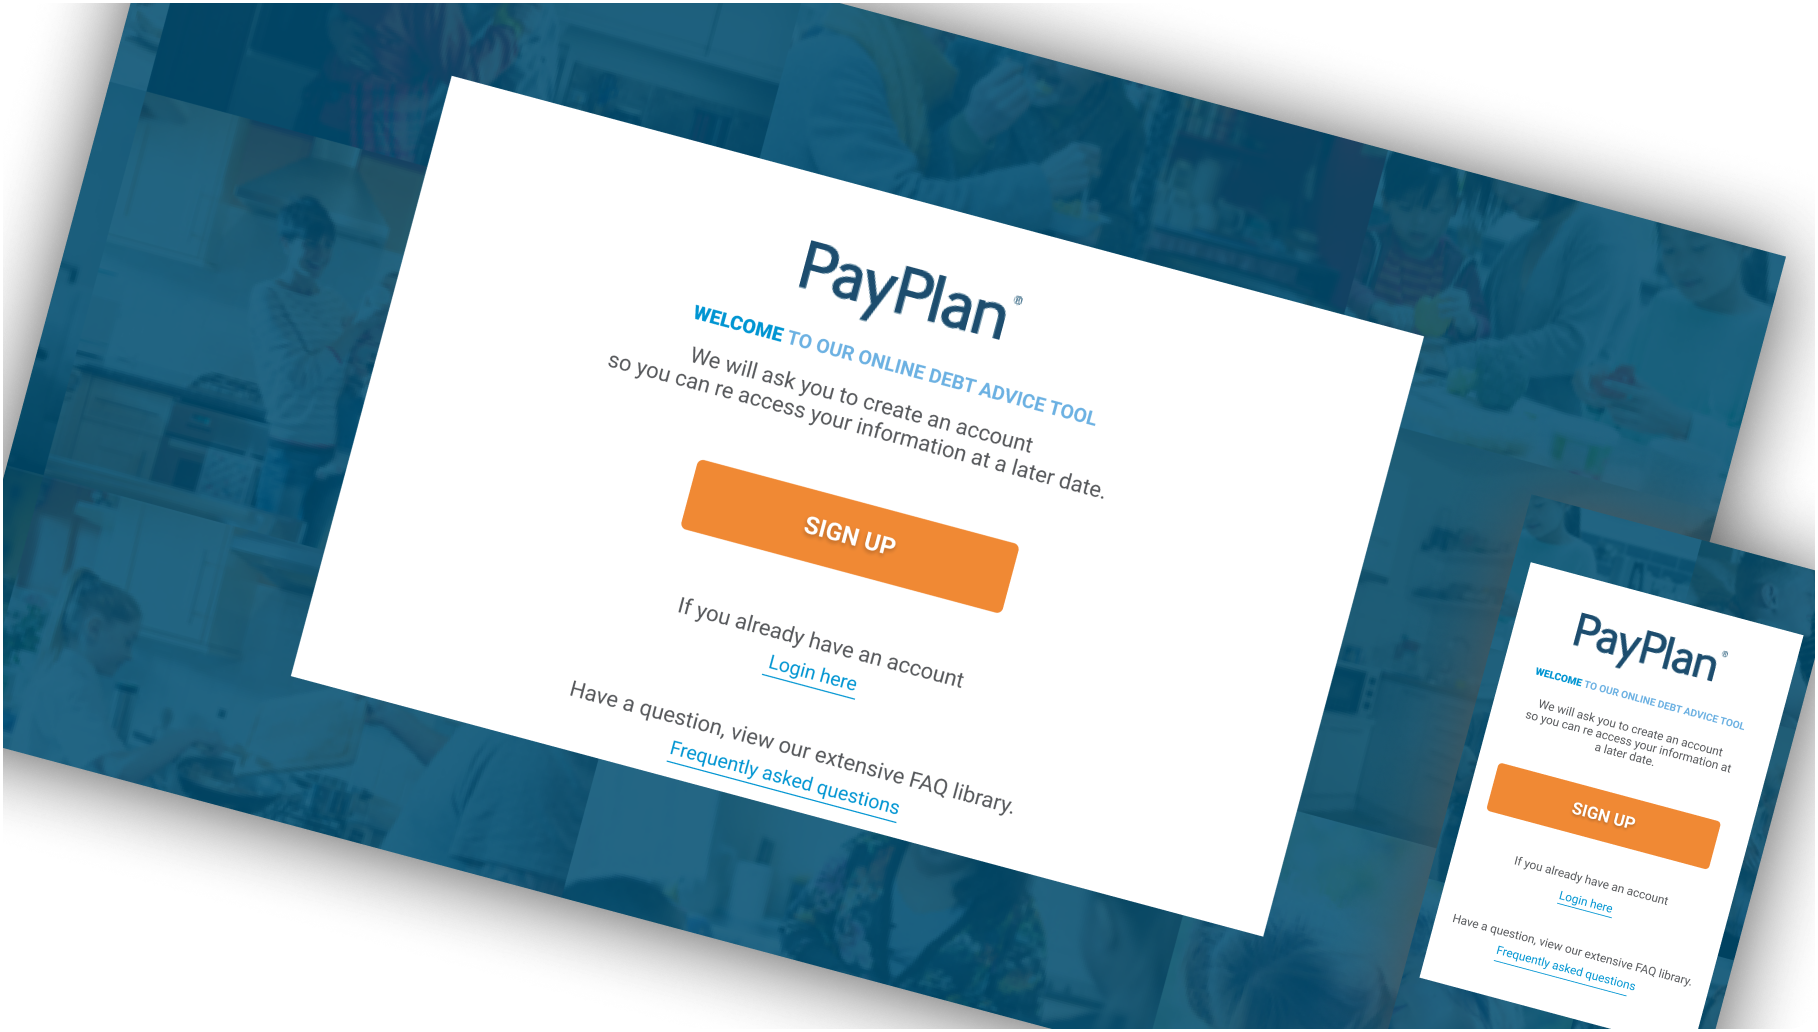 PayPlan®
WELCOME TO OUR ONLINE DEBT ADVICE TOOL
We will ask you to create an account
so you can re access your information at a later date.
SIGN UP
If you already have an account
Login here
Have a question, view our extensive FAQ library.
Frequently asked questions
PayPlan®
WELCOME TO OUR ONLINE DEBT ADVICE TOOL
We will ask you to create an account
so you can re access your information at
a later date.
SIGN UP
If you already have an account
Login here
Have a question, view our extensive FAQ library.
Frequently asked questions